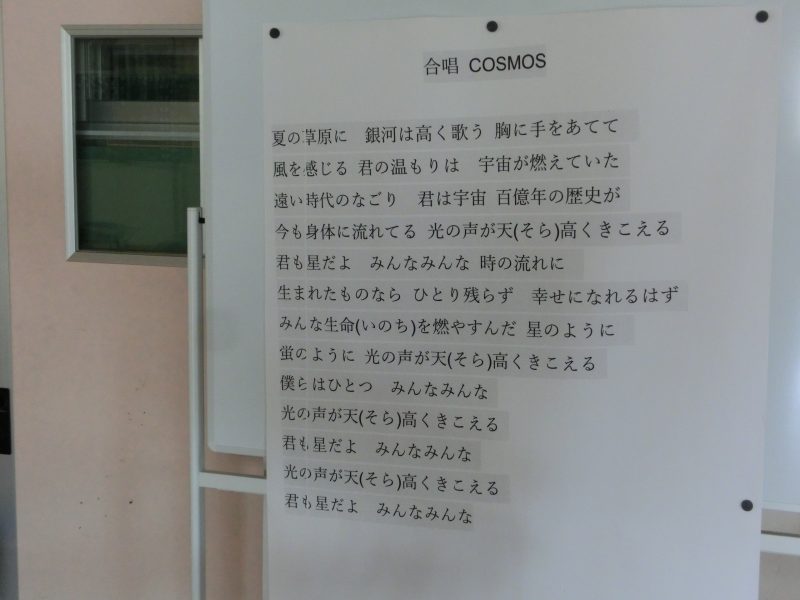 合唱 COSMOS
夏の草原に 銀河は高く歌う 胸に手をあてて
風を感じる 君の温もりは 宇宙が燃えていた
遠い時代のなごり 君は宇宙 百億年の歴史が
今も身体に流れてる 光の声が天(そら)高くきこえる
君も星だよ みんなみんな 時の流れに
生まれたものなら ひとり残らず 幸せになれるはず
みんな生命(いのち)を燃やすんだ 星のように
蛍のように 光の声が天(そら)高くきこえる
僕らはひとつ みんなみんな
光の声が天(そら)高くきこえる
君も星だよ みんなみんな
光の声が天(そら)高くきこえる
君も星だよ みんなみんな